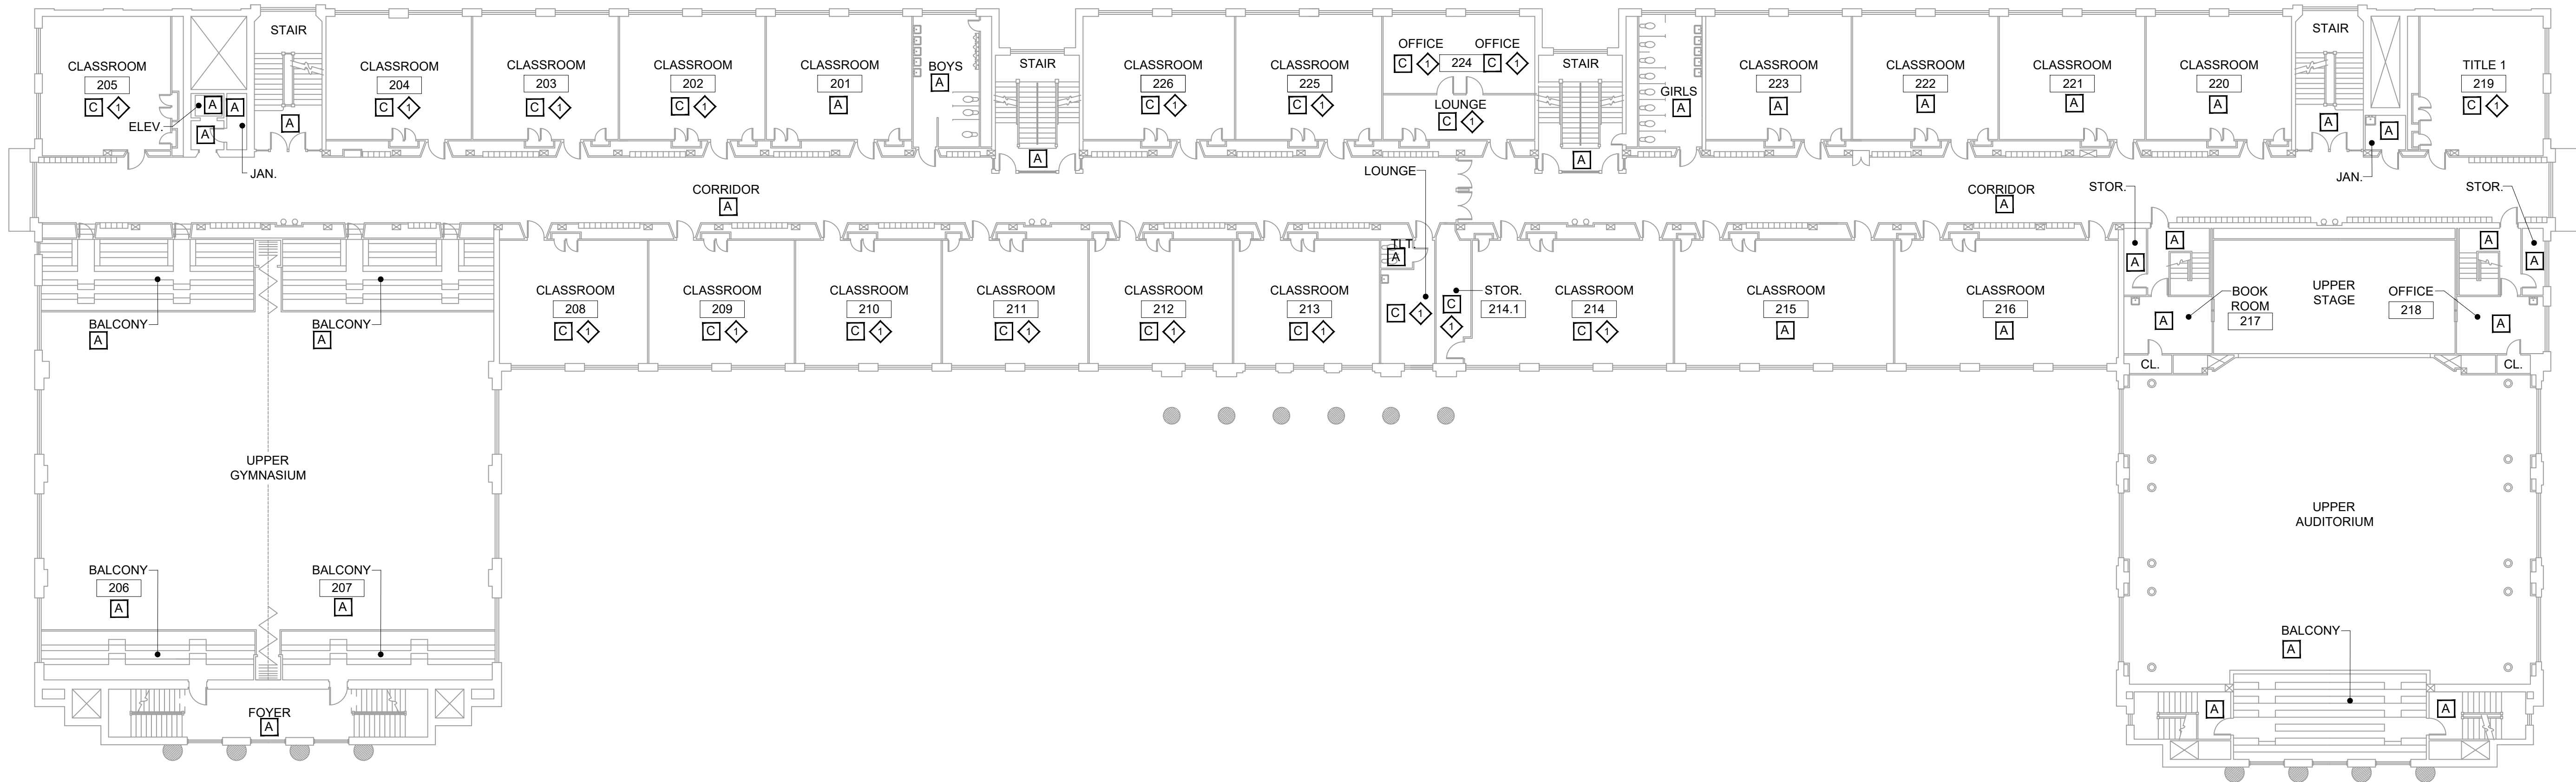 STAIR
CLASSROOM
205
C 1
ELEV.
A
A
A
JAN.
A
CLASSROOM
204
C 1
CLASSROOM
203
C 1
CLASSROOM
202
C 1
CLASSROOM
201
A
BOYS
A
STAIR
A
CLASSROOM
226
C 1
CLASSROOM
225
C 1
OFFICE
C 1
224
OFFICE
C 1
LOUNGE
C 1
STAIR
A
GIRLS
A
CLASSROOM
223
A
CLASSROOM
222
A
CLASSROOM
221
A
CLASSROOM
220
A
STAIR
A
A
JAN.
TITLE 1
219
C 1
CORRIDOR
A
LOUNGE
CORRIDOR
A
STOR.
STOR.
BALCONY
A
BALCONY
A
CLASSROOM
208
C 1
CLASSROOM
209
C 1
CLASSROOM
210
C 1
CLASSROOM
211
C 1
CLASSROOM
212
C 1
CLASSROOM
213
C 1
TLT.
A
C 1
C
1
STOR.
214.1
CLASSROOM
214
C 1
CLASSROOM
215
A
CLASSROOM
216
A
A
A
A
BOOK
ROOM
217
UPPER
STAGE
OFFICE
218
A
A
A
CL.
CL.
UPPER
GYMNASIUM
UPPER
AUDITORIUM
BALCONY
206
A
BALCONY
207
A
FOYER
A
BALCONY
A
A
A